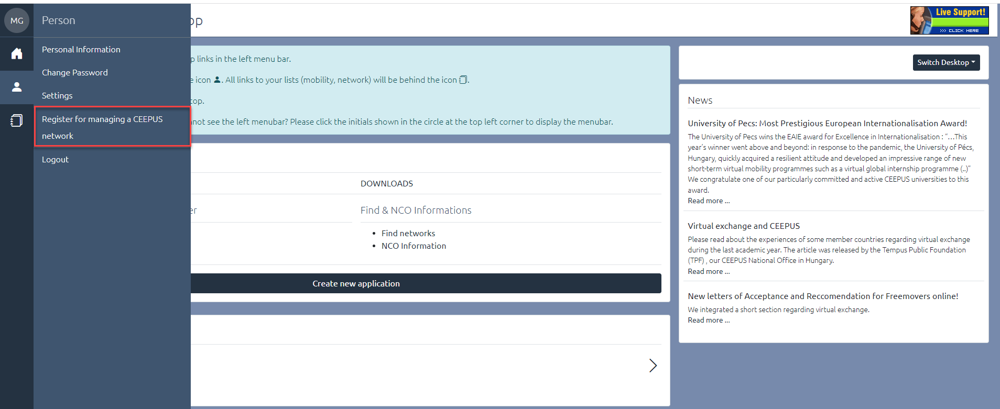 MG
Person
Personal Information
Change Password
Settings
Register for managing a CEEPUS
network
Logout
op
links in the left menu bar.
icon . All links to your lists (mobility, network) will be behind the icon .
top.
not see the left menubar? Please click the initials shown in the circle at the top left corner to display the menubar.
DOWNLOADS
er
Find & NCO Informations
• Find networks
• NCO Information
Create new application
Live Support!
>>> CLICK HERE
Switch Desktop
News
University of Pecs: Most Prestigious European Internationalisation Award!
The University of Pecs wins the EAIE award for Excellence in Internationalisation : “...This
year’s winner went above and beyond: in response to the pandemic, the University of Pécs,
Hungary, quickly acquired a resilient attitude and developed an impressive range of new
short-term virtual mobility programmes such as a virtual global internship programme (..)”
We congratulate one of our particularly committed and active CEEPUS universities to this
award.
Read more ...
Virtual exchange and CEEPUS
Please read about the experiences of some member countries regarding virtual exchange
during the last academic year. The article was released by the Tempus Public Foundation
(TPF) , our CEEPUS National Office in Hungary.
Read more ...
New letters of Acceptance and Reccomendation for Freemovers online!
We integrated a short section regarding virtual exchange.
Read more ...